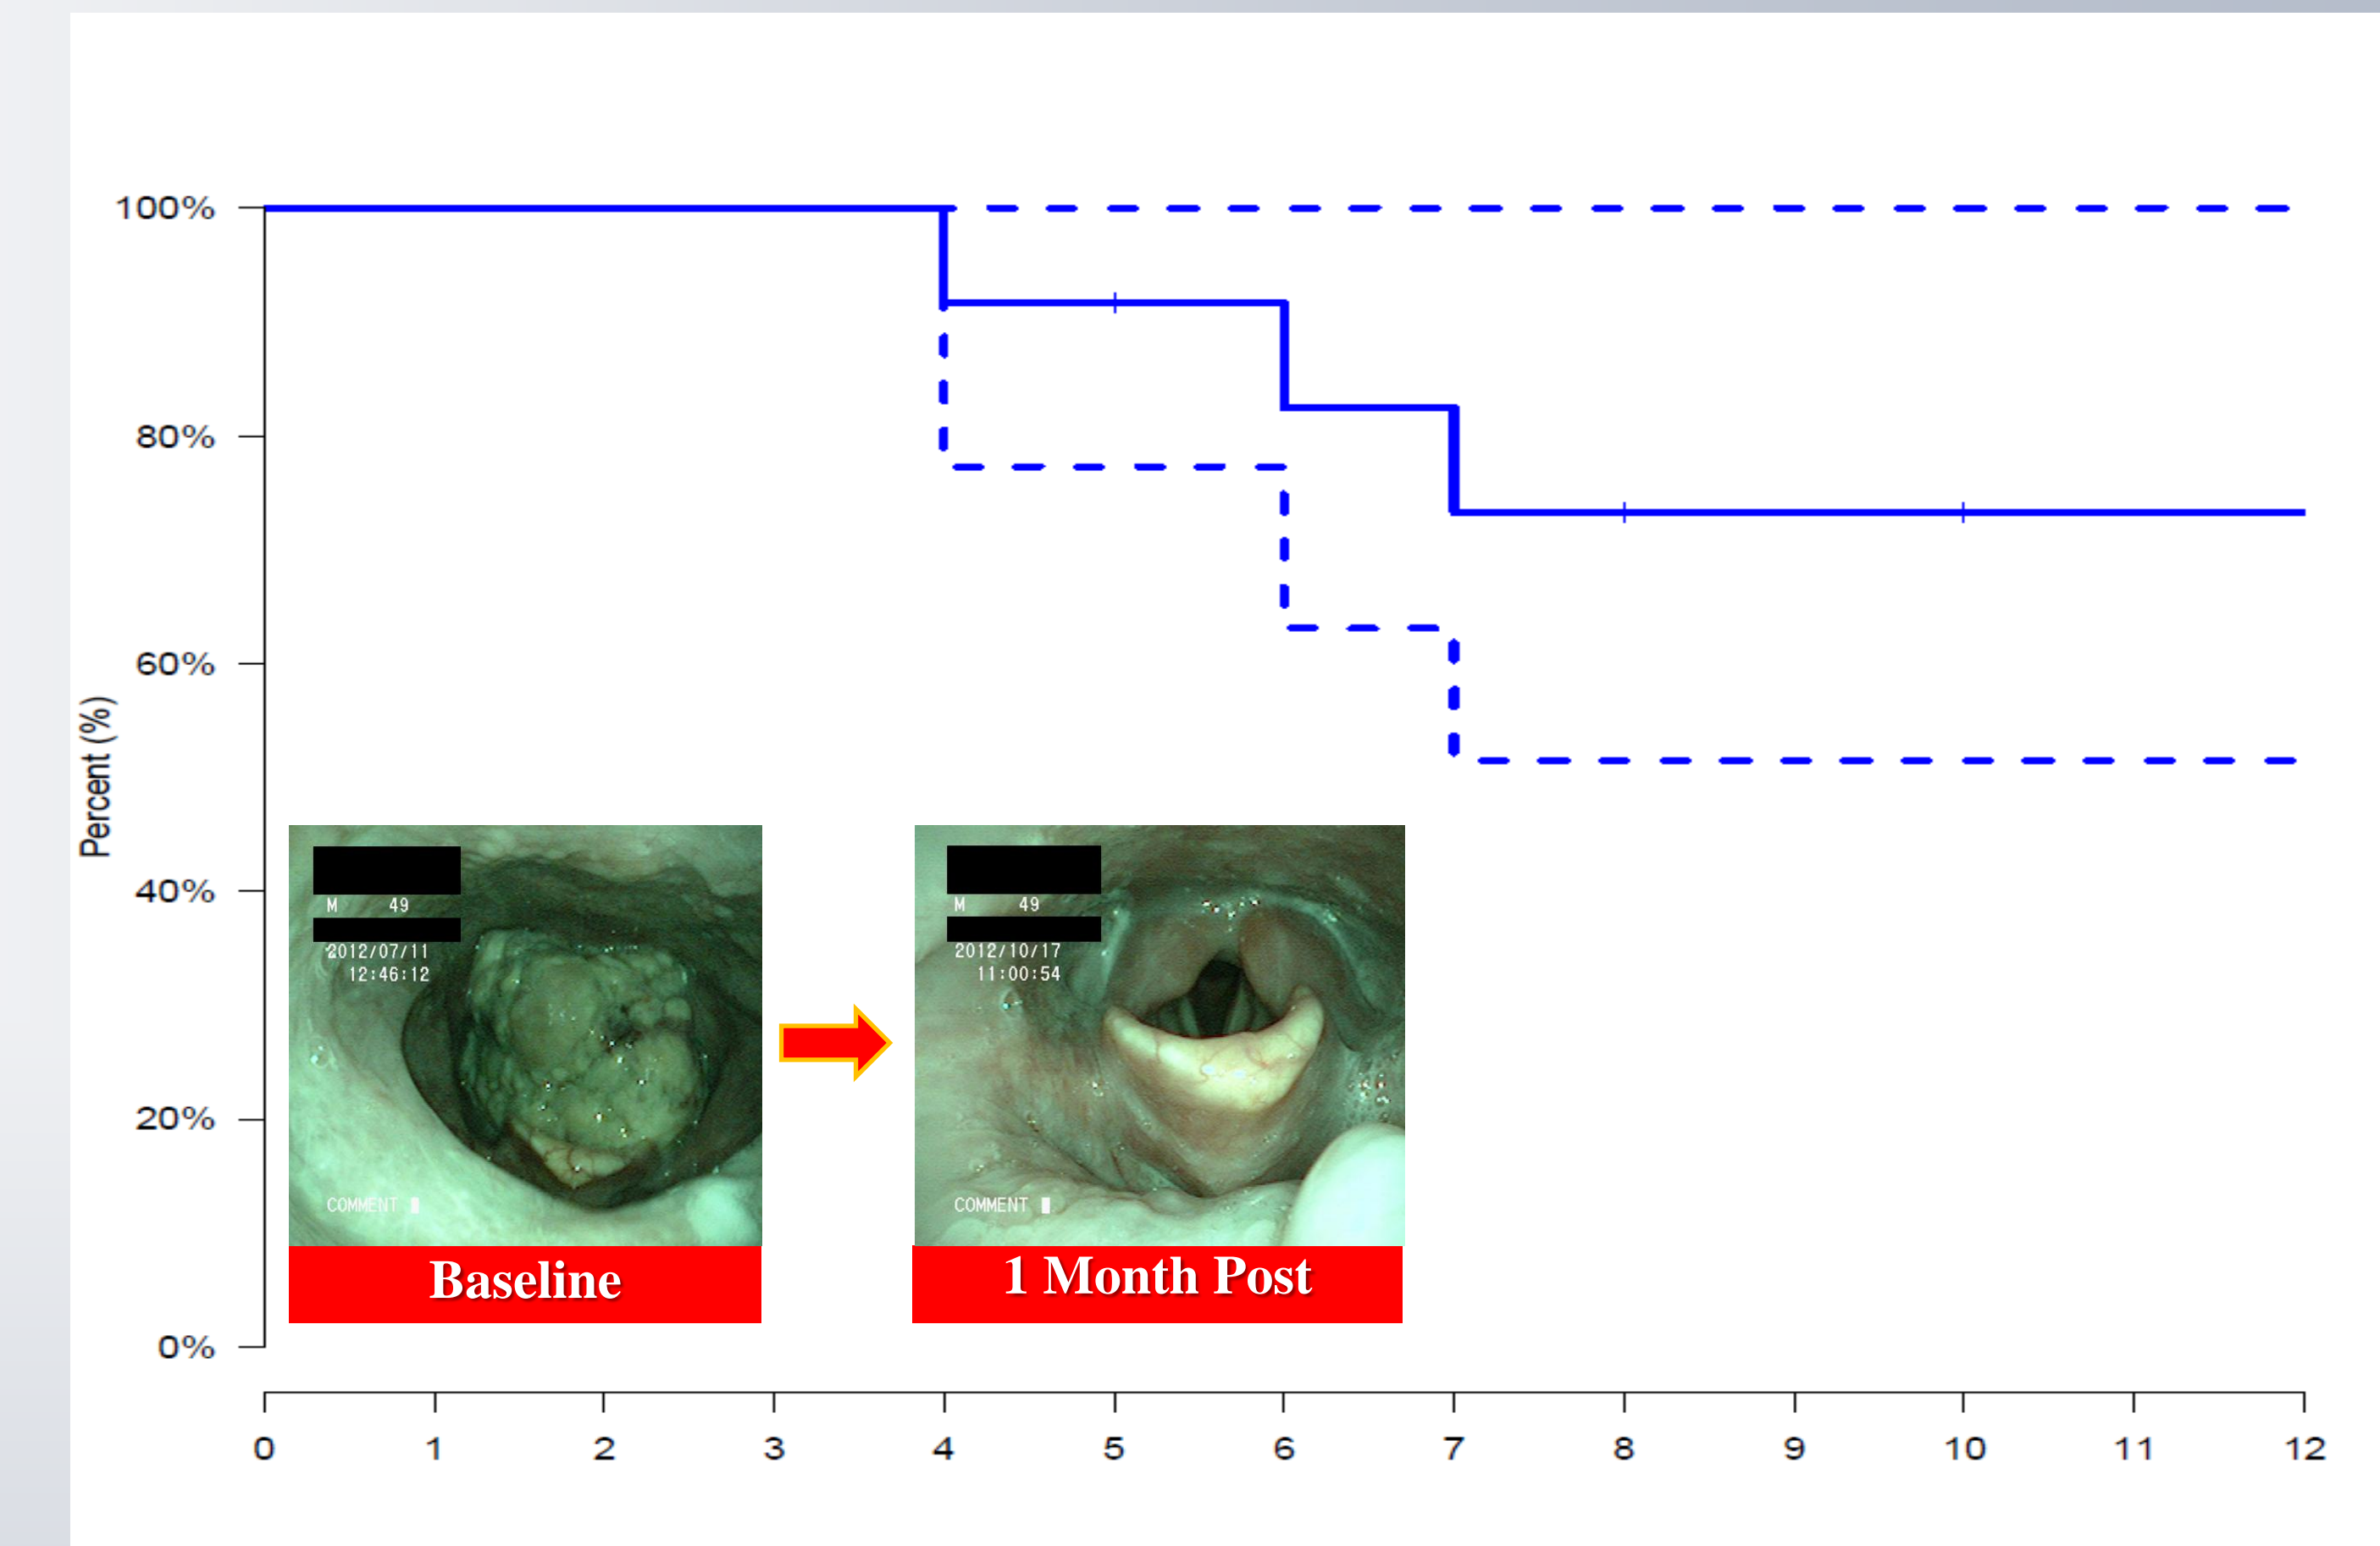 100%
80%
60%
40%
20%
0%
Percent (%)
M 49
2012/07/11
12:46:12
COMMENT
Baseline
M 49
2012/10/17
11:00:54
COMMENT
1 Month Post
0 1 2 3 4 5 6 7 8 9 10 11 12